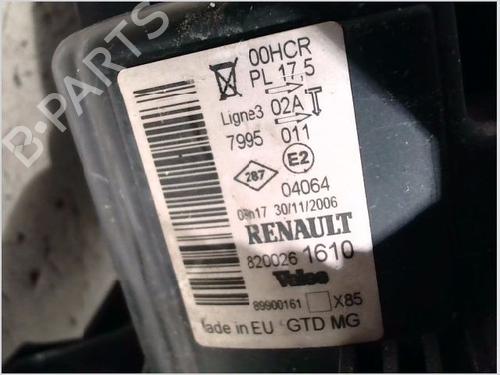 B-PARTS
00HCR
PL 17,5
Ligne3 02A
7995 011
287 E2
04064
17 30/11/2006
RENAULT
820026 1610
Valeo
89900161 X85
ade in EU GTD MG